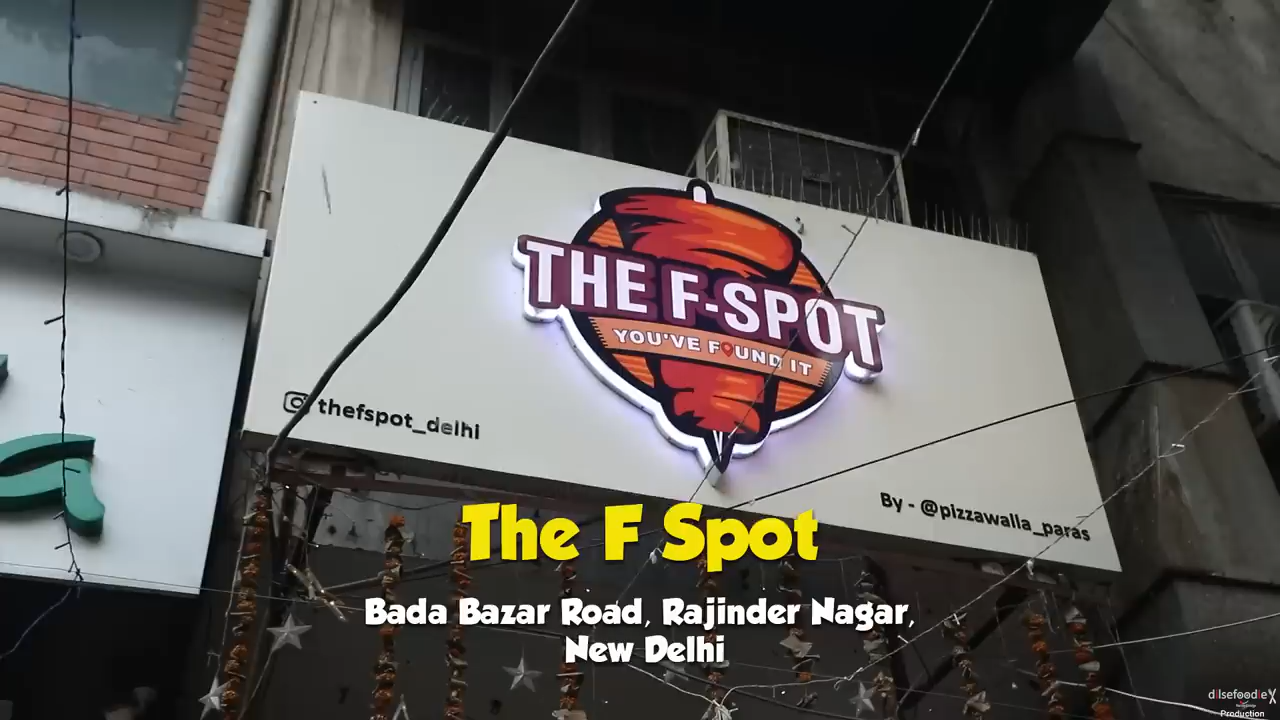 THE F-SPOT
YOU'VE FOUND IT
thefspot_delhi
By - @pizzawalla_paras
The F Spot
Bada Bazar Road, Rajinder Nagar,
New Delhi
dilsefoodie
Production